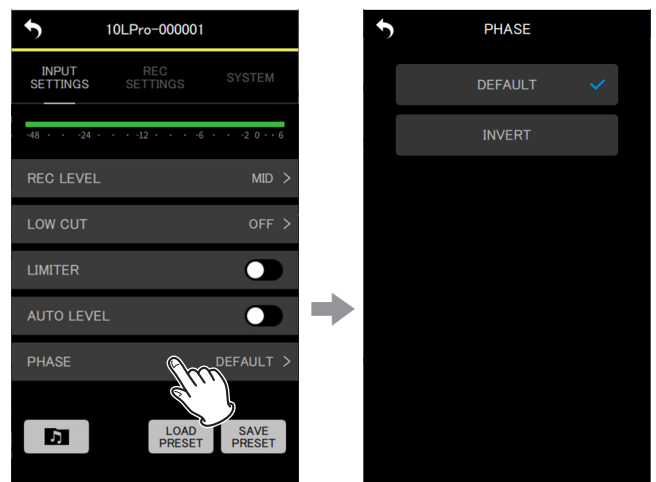 10LPro-000001
INPUT
SETTINGS
REC
SETTINGS
SYSTEM
-48 · · -24 · · · -12 · · · -6 · · -2 0 · · 6
REC LEVEL MID >
LOW CUT OFF >
LIMITER
AUTO LEVEL
PHASE DEFAULT >
LOAD
PRESET
SAVE
PRESET
PHASE
DEFAULT
INVERT